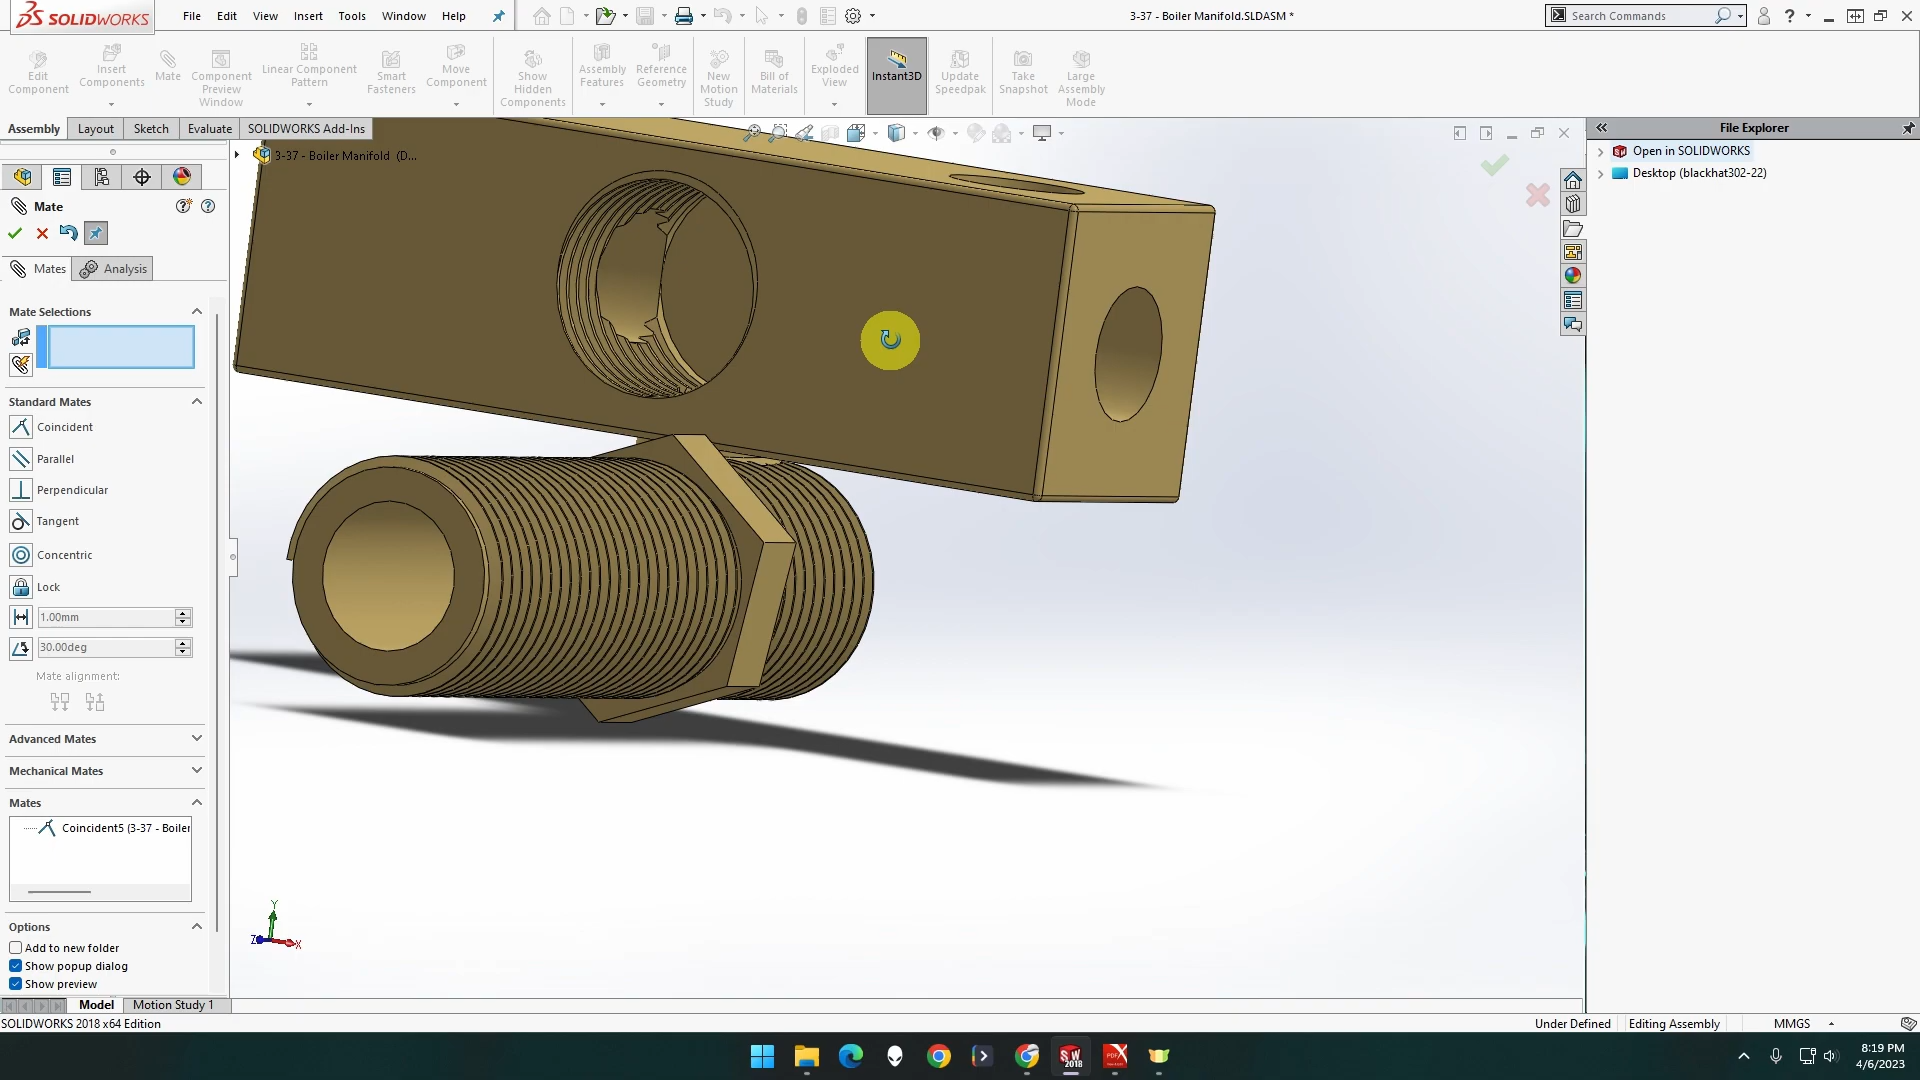 SOLIDWORKS
File Edit View Insert Tools Window Help
3-37 - Boiler Manifold.SLDASM *
Search Commands
Edit Component
Insert Components
Mate
Component Preview Window
Linear Component Pattern
Smart Fasteners
Move Component
Show Hidden Components
Assembly Features
Reference Geometry
New Motion Study
Bill of Materials
Exploded View
Instant3D
Update Speedpak
Take Snapshot
Large Assembly Mode
Assembly Layout Sketch Evaluate SOLIDWORKS Add-Ins
File Explorer
3-37 - Boiler Manifold (D...
Open in SOLIDWORKS
Desktop (blackhat302-22)
Mate
Mates Analysis
Mate Selections
Standard Mates
Coincident
Parallel
Perpendicular
Tangent
Concentric
Lock
1.00mm
30.00deg
Mate alignment:
Advanced Mates
Mechanical Mates
Mates
Coincident5 (3-37 - Boiler
Options
Add to new folder
Show popup dialog
Show preview
Y
Z
X
Model Motion Study 1
SOLIDWORKS 2018 x64 Edition
Under Defined Editing Assembly MMGS
SW 2018
PDF
8:19 PM
4/6/2023